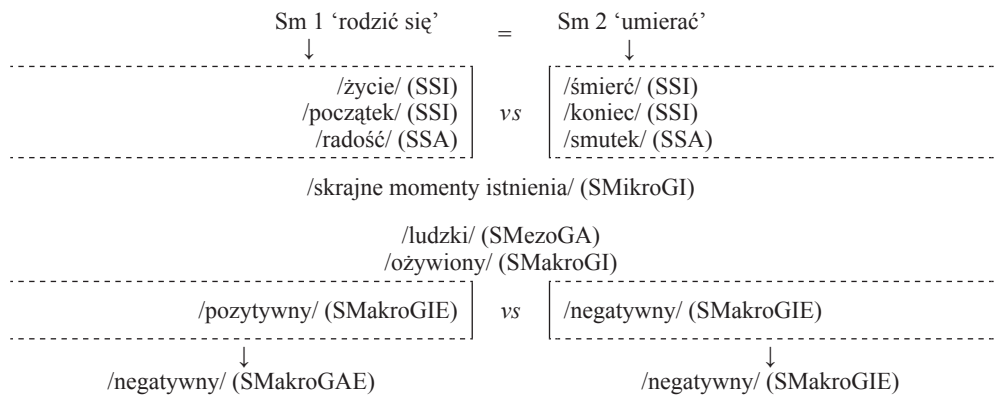 Sm 1 ‘rodzić się’ = Sm 2 ‘umierać’
↓ ↓
/życie/ (SSI) /śmierć/ (SSI)
/początek/ (SSI) vs /koniec/ (SSI)
/radość/ (SSA) /smutek/ (SSA)
/skrajne momenty istnienia/ (SMikroGI)
/ludzki/ (SMezoGA)
/ożywiony/ (SMakroGI)
/pozytywny/ (SMakroGIE) vs /negatywny/ (SMakroGIE)
↓ ↓
/negatywny/ (SMakroGAE) /negatywny/ (SMakroGIE)